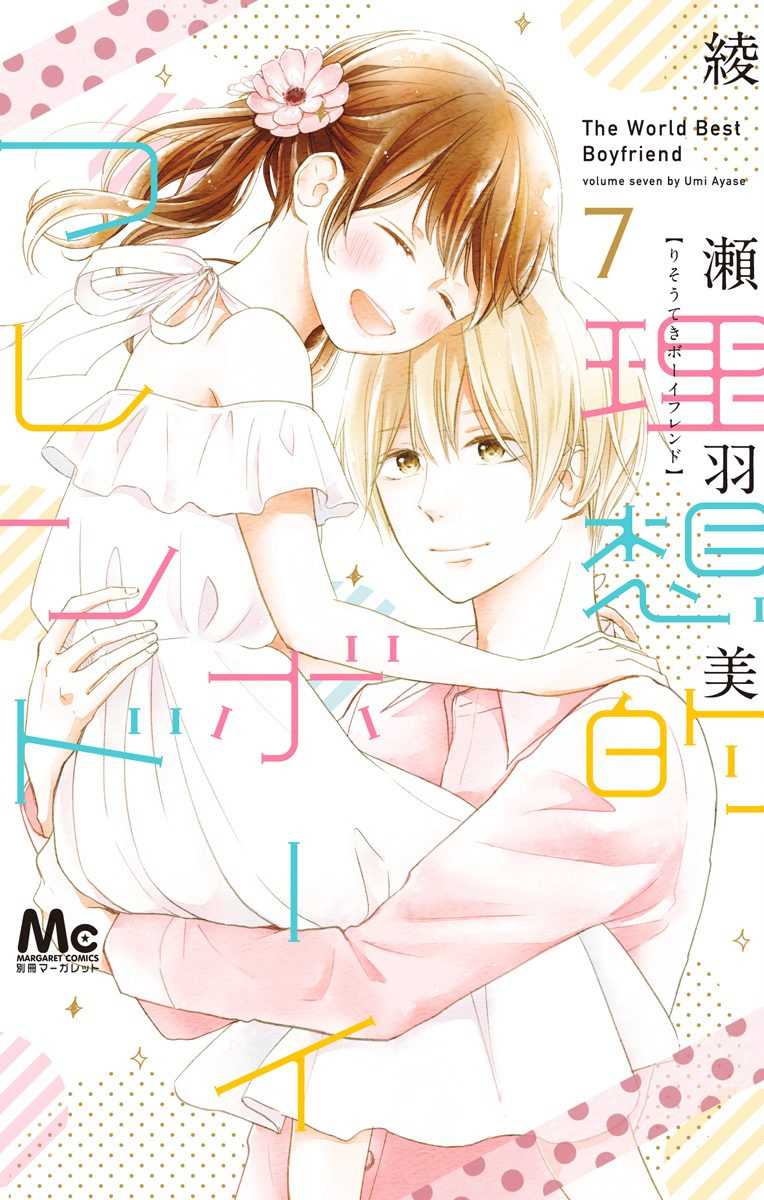 綾瀬羽美
The World Best
Boyfriend
volume seven by Umi Ayase
7
【りそうてきボーイフレンド】
理想的
ボーイ
フレンド
Mc
MARGARET COMICS
別冊マーガレット